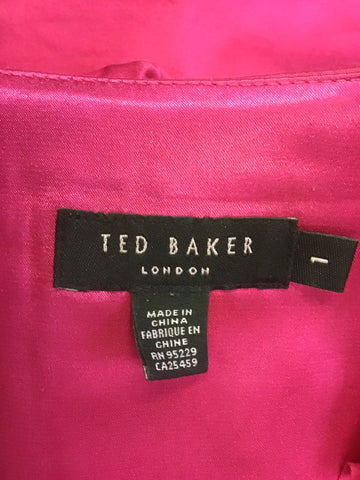 TED BAKER
LONDON
1
MADE IN
CHINA
FABRIQUE EN
CHINE
RN 95229
CA25459